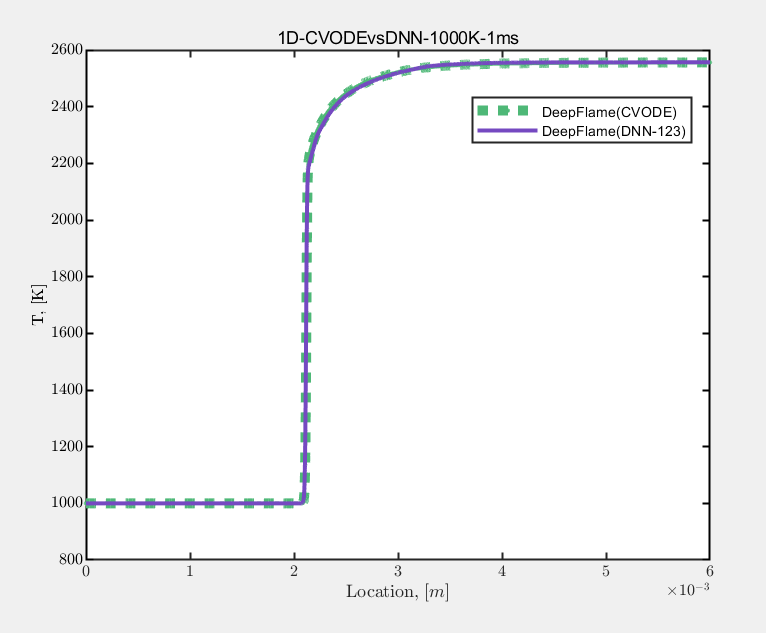 1D-CVODEvsDNN-1000K-1ms
2600
2400
2200
2000
1800
1600
1400
1200
1000
800
T, [K]
DeepFlame(CVODE)
DeepFlame(DNN-123)
0 1 2 3 4 5 6
Location, [m]
×10⁻³